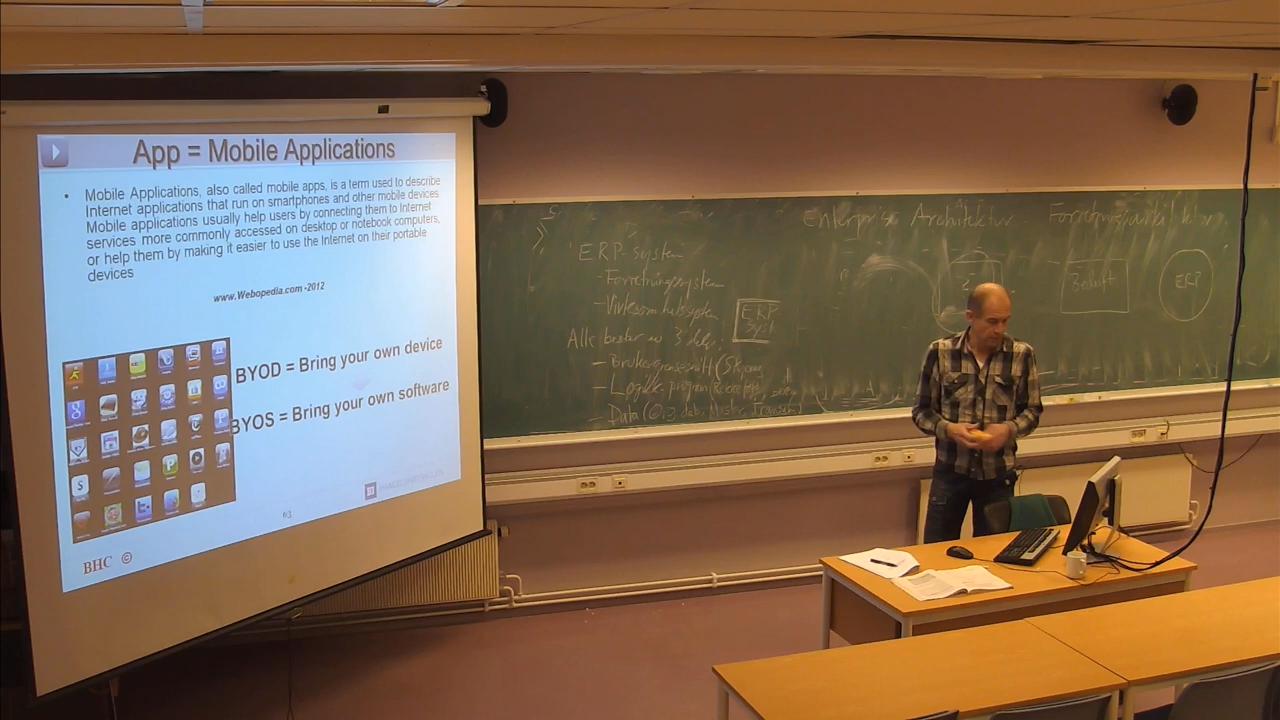 App = Mobile Applications
• Mobile Applications, also called mobile apps, is a term used to describe
Internet applications that run on smartphones and other mobile devices
Mobile applications usually help users by connecting them to Internet
services more commonly accessed on desktop or notebook computers,
or help them by making it easier to use the Internet on their portable
devices
www.Webopedia.com -2012
BYOD = Bring your own device
BYOS = Bring your own software
63
BHC ©
ERP-system
- Forretningssystem
- Virksomhetssystem
ERP
Syst
Alle består av 3 deler:
- Brukergrensesnitt
- Logikk, program
- Data
Enterprise Architektur
Bedrift
ERP